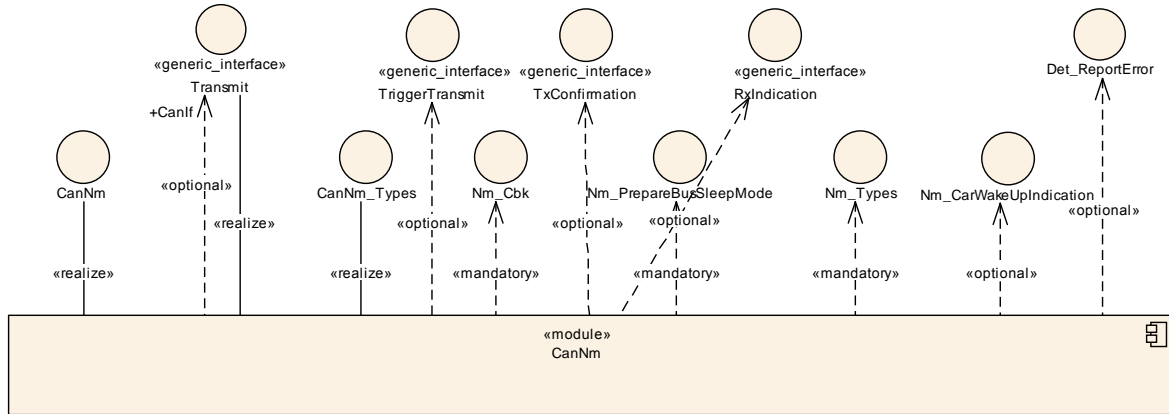 «generic_interface»
Transmit
«generic_interface»
TriggerTransmit
«generic_interface»
TxConfirmation
«generic_interface»
RxIndication
Det_ReportError
+CanIf
CanNm
CanNm_Types
Nm_Cbk
Nm_PrepareBusSleepMode
Nm_Types
Nm_CarWakeUpIndication
«optional»
«realize»
«optional»
«optional»
«optional»
«optional»
«realize»
«realize»
«mandatory»
«mandatory»
«mandatory»
«optional»
«module»
CanNm